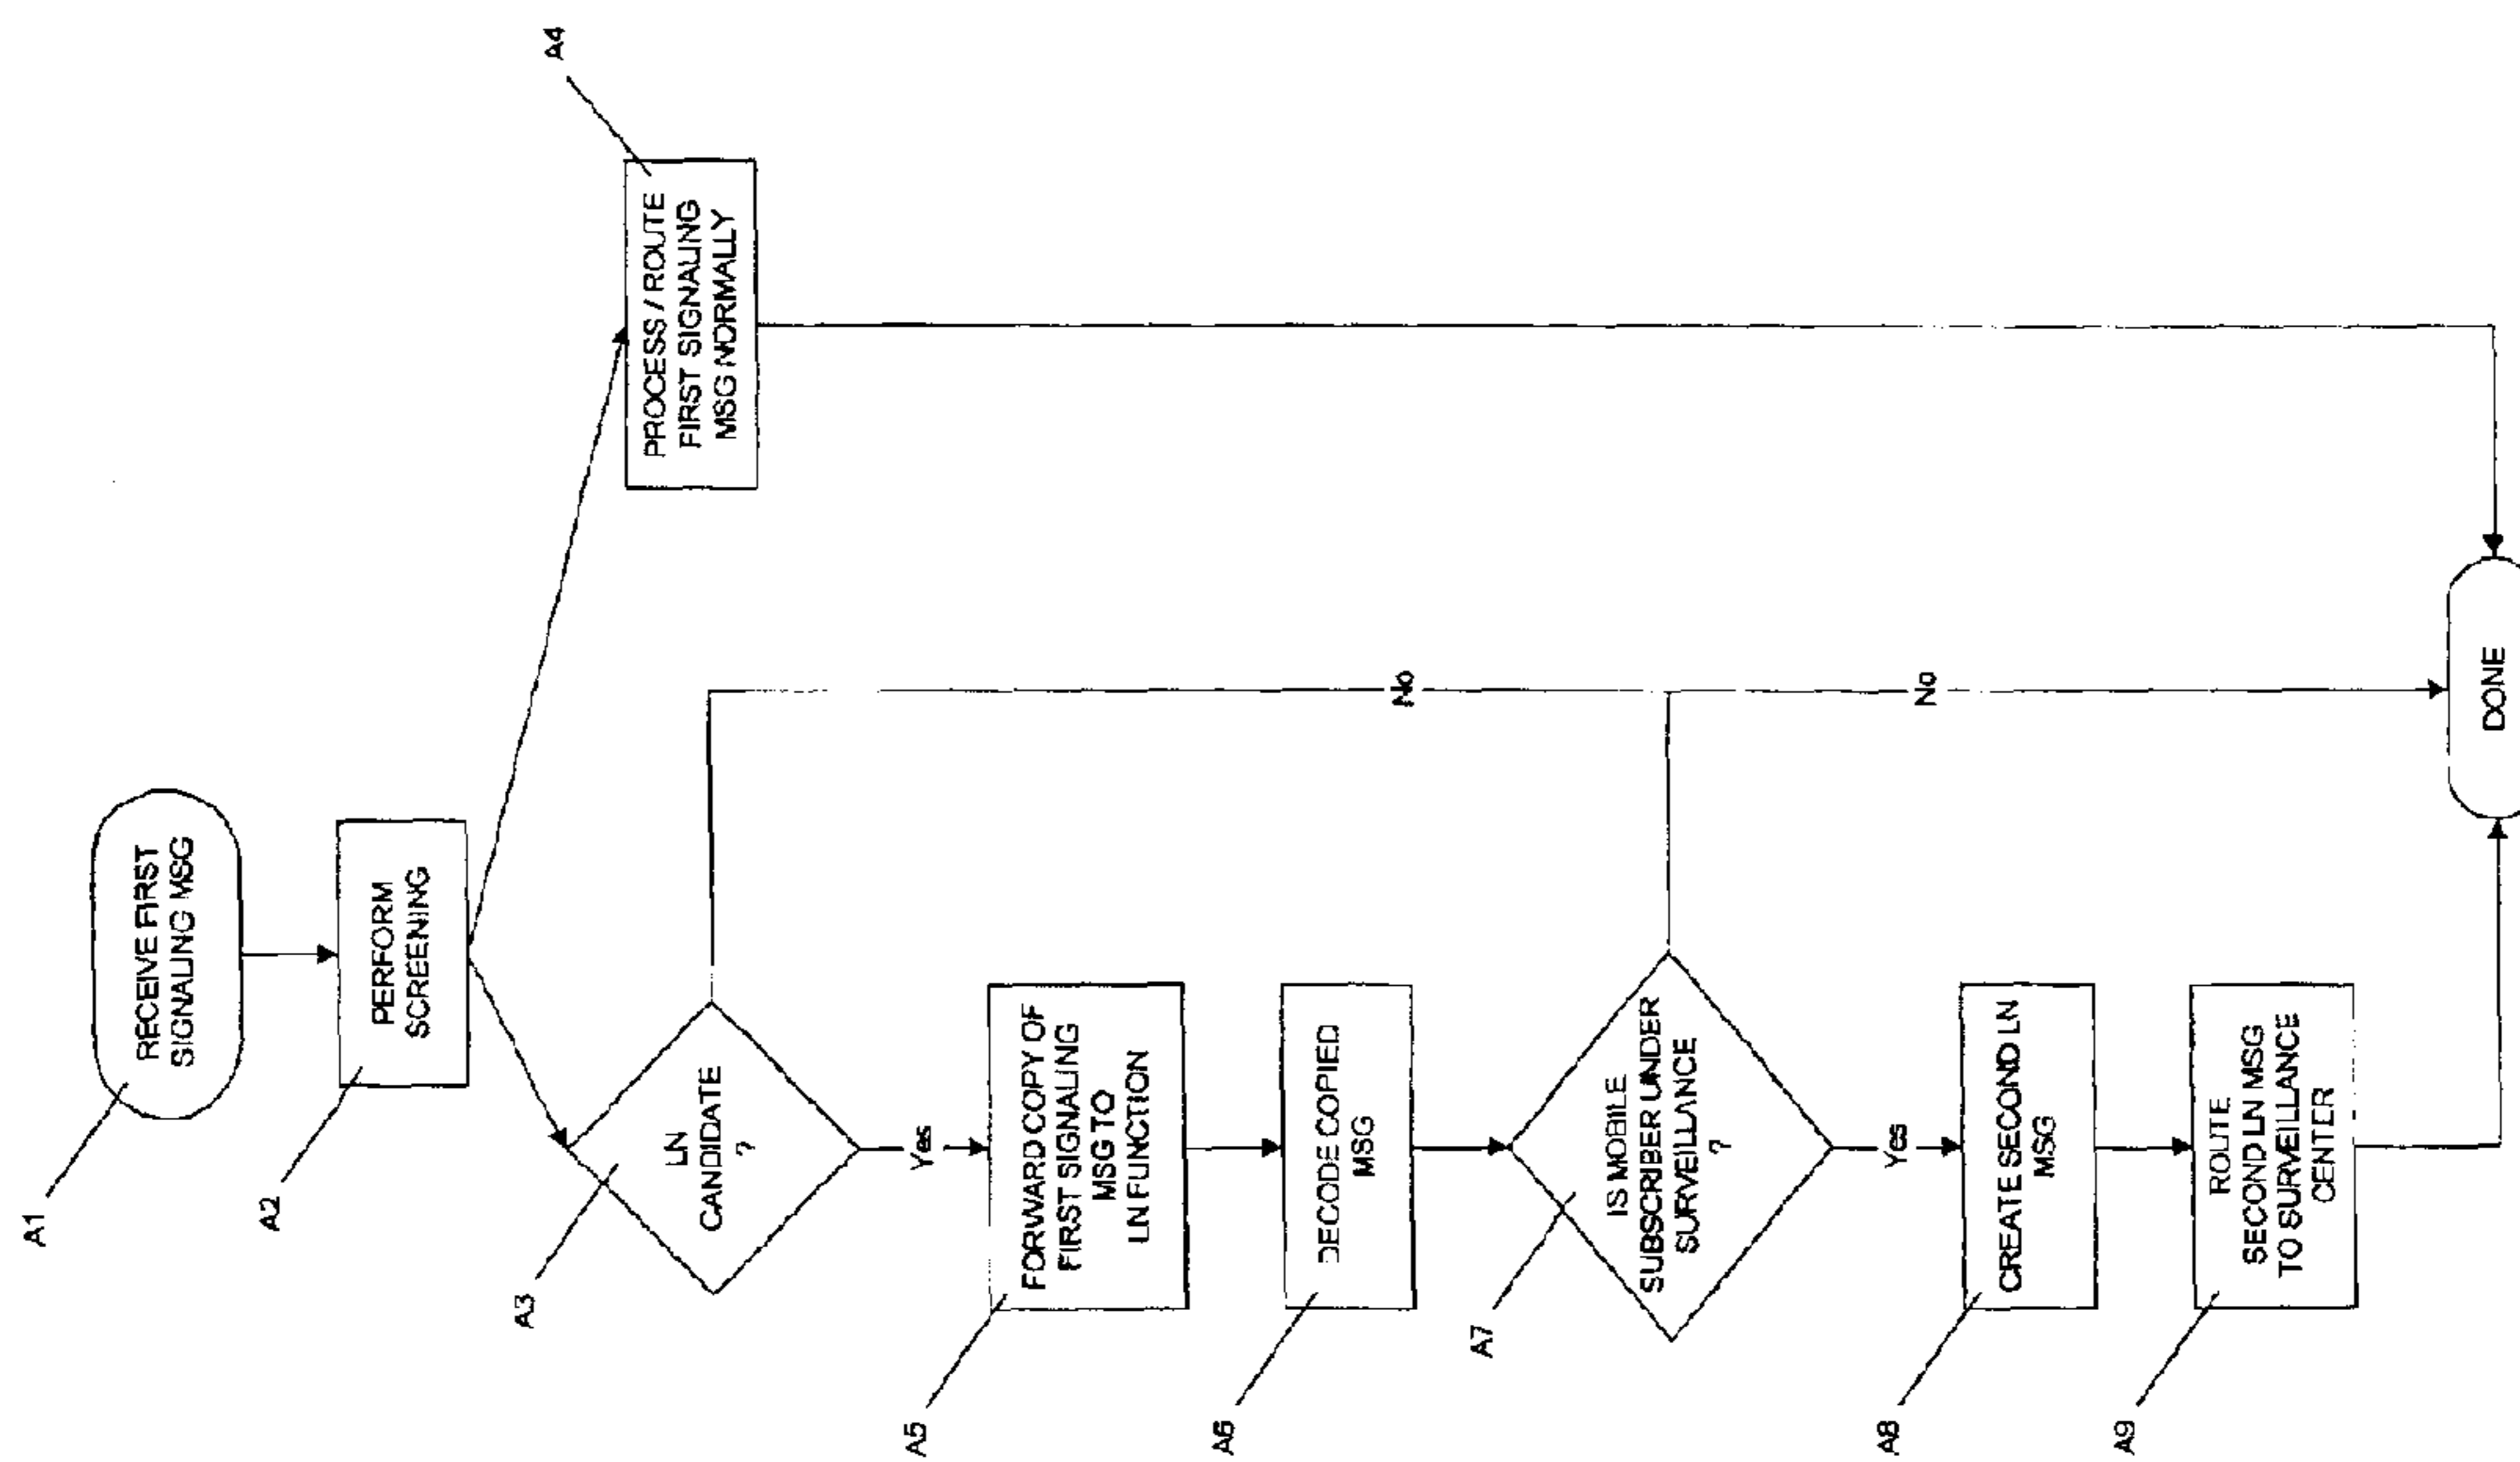 A1
RECEIVE FIRST
SIGNALING MSG
A2
PERFORM
SCREENING
A3
LN
CANDIDATE
?
A4
PROCESS / ROUTE
FIRST SIGNALING
MSG NORMALLY
No
Yes
A5
FORWARD COPY OF
FIRST SIGNALING
MSG TO
LN FUNCTION
A6
DECODE COPIED
MSG
A7
IS MOBILE
SUBSCRIBER UNDER
SURVEILLANCE
?
No
Yes
A8
CREATE SECOND LN
MSG
A9
ROUTE
SECOND LN MSG
TO SURVEILLANCE
CENTER
DONE